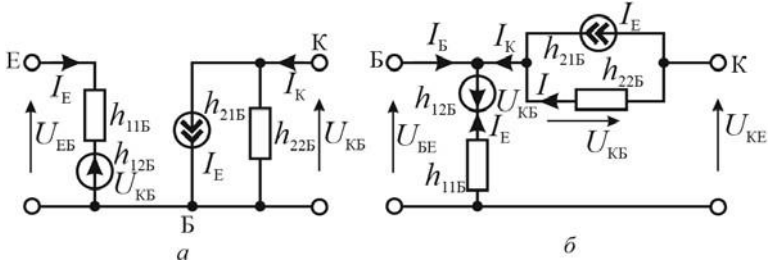 Е
I_Е
h_11Б
h_12Б
U_КБ
U_ЕБ
h_21Б
I_Е
h_22Б
К
I_К
U_КБ
Б
а
Б
I_Б
I_К
h_21Б
I_Е
К
h_12Б
U_КБ
I
h_22Б
U_КБ
I_Е
U_БЕ
h_11Б
U_КЕ
б